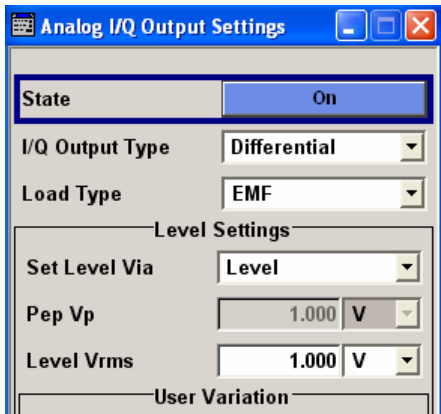 Analog I/Q Output Settings
State On
I/Q Output Type Differential
Load Type EMF
Level Settings
Set Level Via Level
Pep Vp 1.000 V
Level Vrms 1.000 V
User Variation